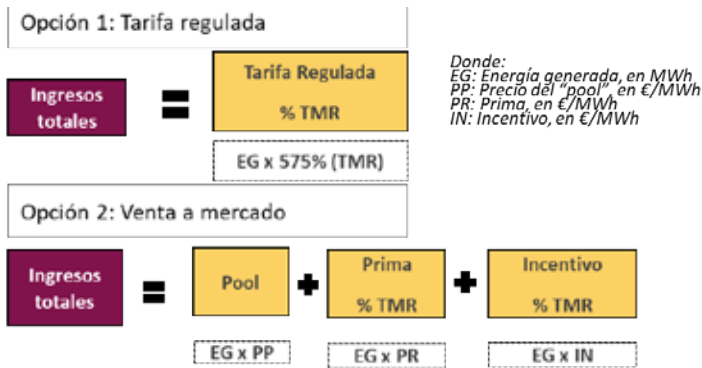 Opción 1: Tarifa regulada
Donde:
EG: Energía generada, en MWh
PP: Precio del “pool”, en €/MWh
PR: Prima, en €/MWh
IN: Incentivo, en €/MWh
Ingresos
totales
=
Tarifa Regulada
% TMR
EG x 575% (TMR)
Opción 2: Venta a mercado
Ingresos
totales
=
Pool
+
Prima
% TMR
+
Incentivo
% TMR
EG x PP
EG x PR
EG x IN